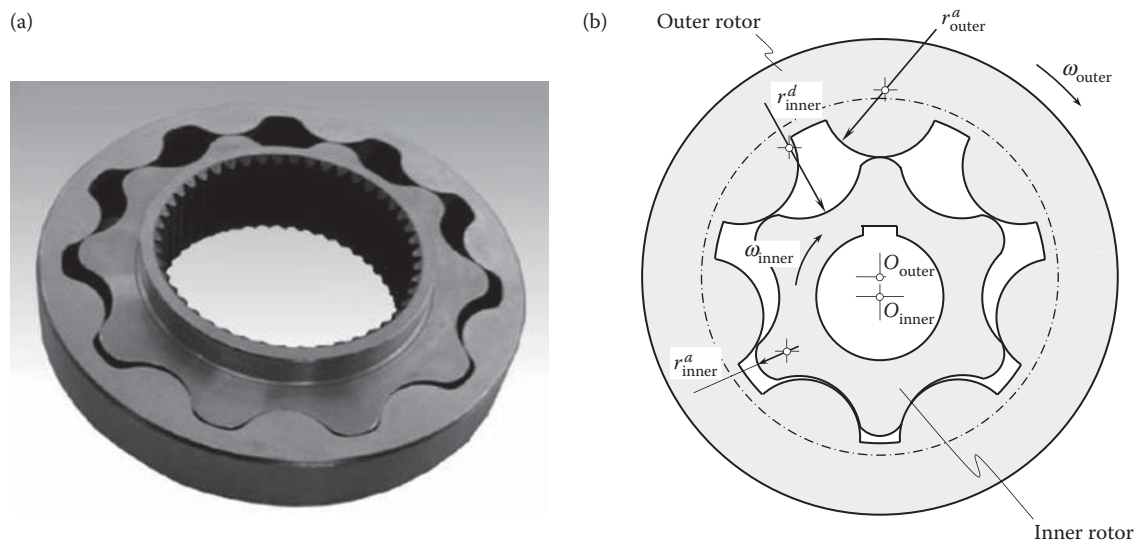 (a)
(b)
Outer rotor
r^a_outer
ω_outer
r^d_inner
ω_inner
O_outer
O_inner
r^a_inner
Inner rotor